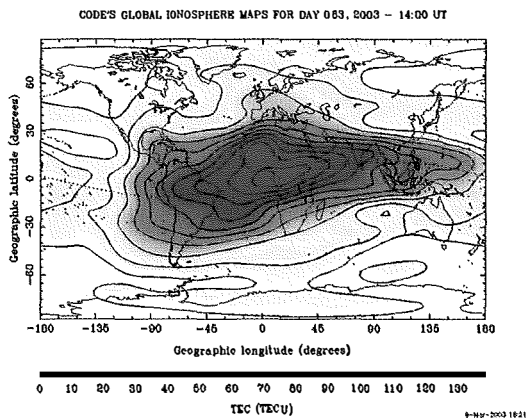 CODE'S GLOBAL IONOSPHERE MAPS FOR DAY 063, 2003 - 14:00 UT
Geographic latitude (degrees)
60
30
0
-30
-60
-180 -135 -90 -45 0 45 90 135 180
Geographic longitude (degrees)
0 10 20 30 40 50 60 70 80 90 100 110 120 130
TEC (TECU)